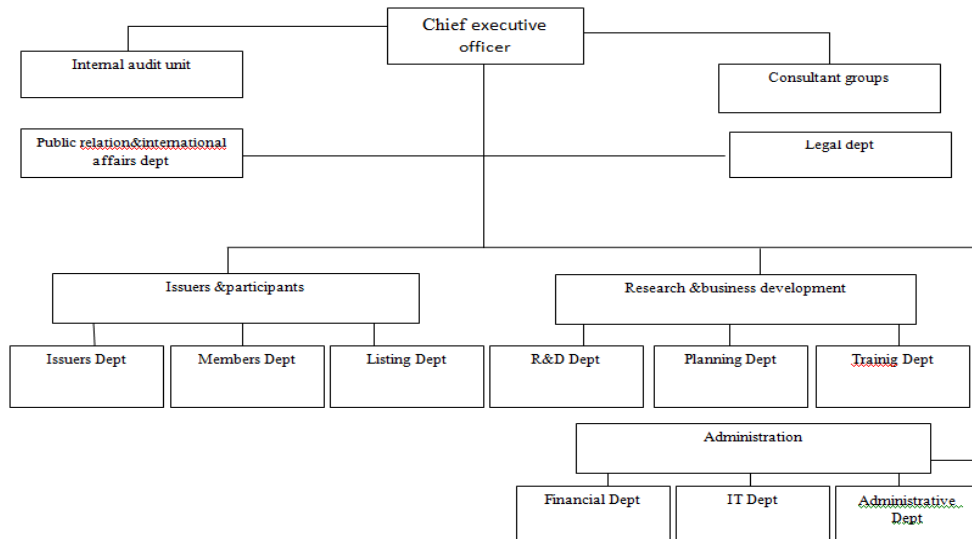 Chief executive
officer
Internal audit unit
Consultant groups
Public relation&international
affairs dept
Legal dept
Issuers &participants
Research &business development
Issuers Dept
Members Dept
Listing Dept
R&D Dept
Planning Dept
Trainig Dept
Administration
Financial Dept
IT Dept
Administrative
Dept